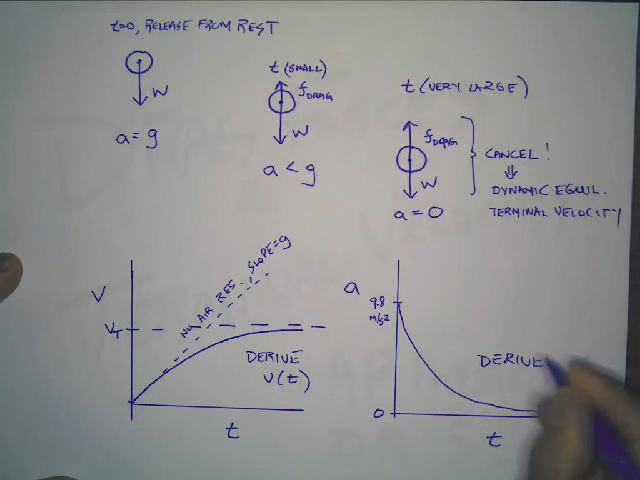 t=0, RELEASE FROM REST
W
a = g
t (SMALL)
fDRAG
W
a < g
t (VERY LARGE)
fDRAG
W
a = 0
CANCEL!
⇓
DYNAMIC EQUIL.
TERMINAL VELOCITY
V
VT
NO AIR RES. SLOPE=g
DERIVE
V(t)
t
a
9.8
M/S2
0
DERIVE
t